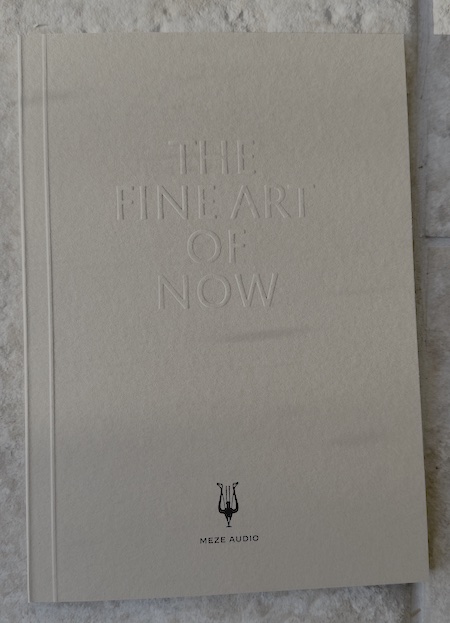 THE
FINE ART
OF
NOW
MEZE AUDIO